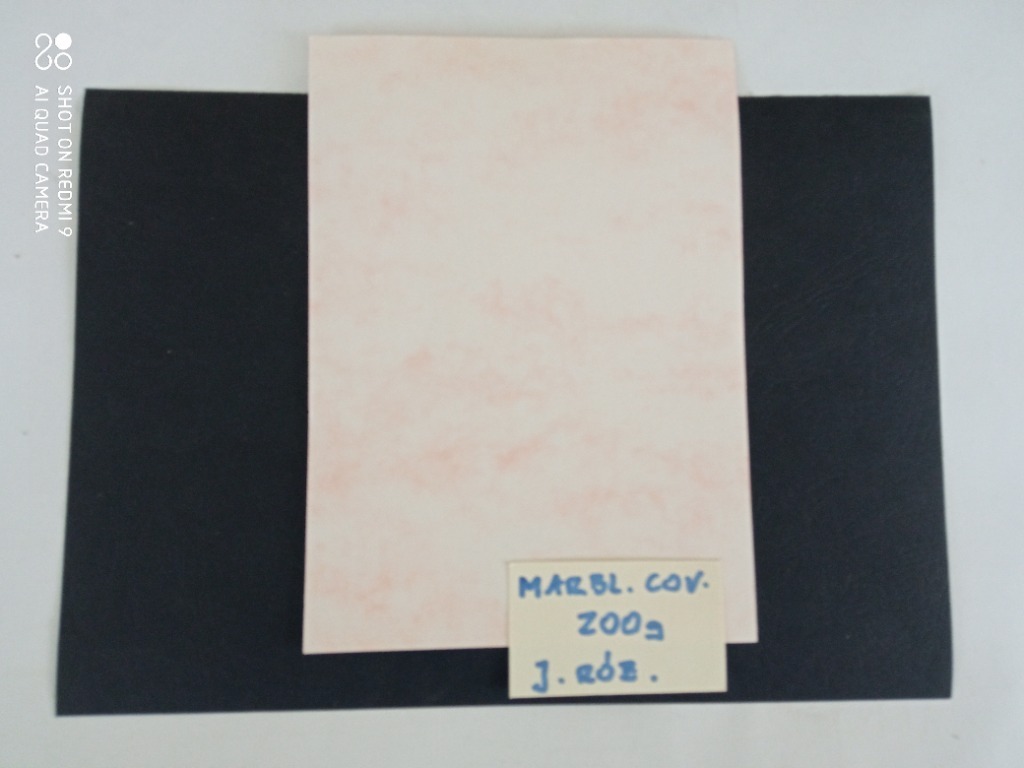 SHOT ON REDMI 9
AI QUAD CAMERA
MARBL. COV.
200g
J. RÓŻ.